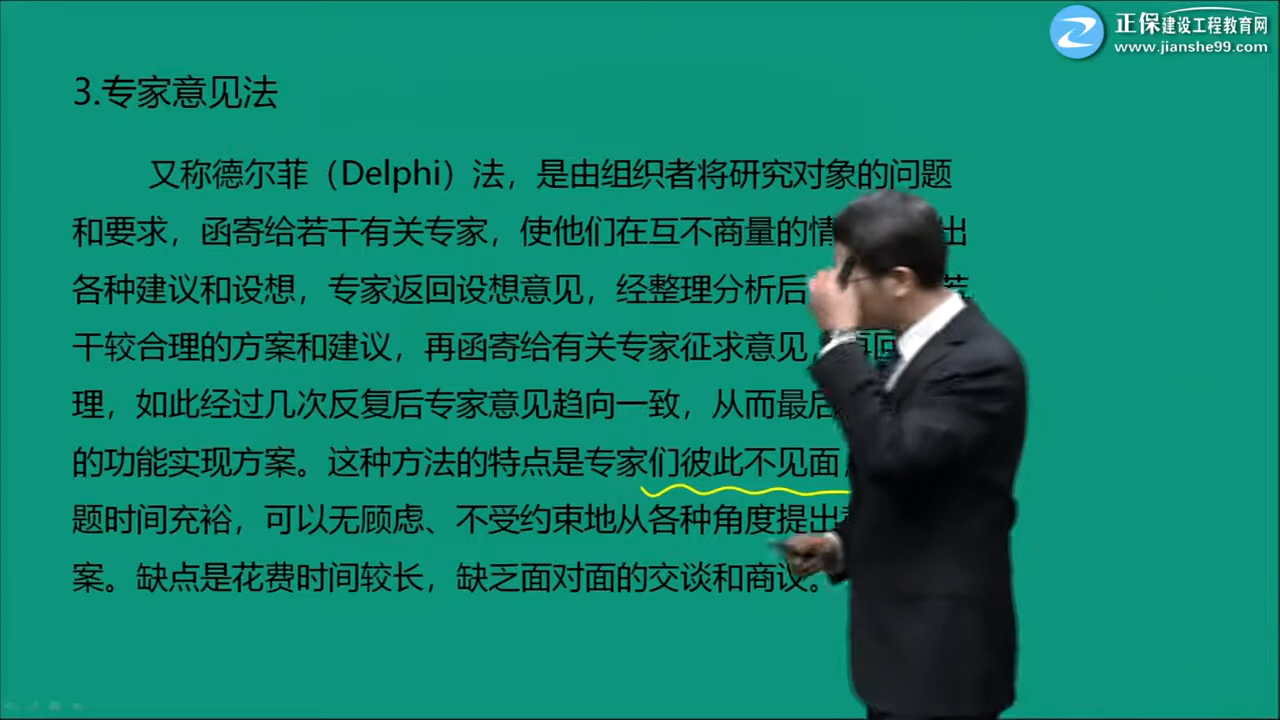 正保建设工程教育网
www.jianshe99.com
3.专家意见法
又称德尔菲（Delphi）法，是由组织者将研究对象的问题
和要求，函寄给若干有关专家，使他们在互不商量的情 出
各种建议和设想，专家返回设想意见，经整理分析后 若
干较合理的方案和建议，再函寄给有关专家征求意见，再回
理，如此经过几次反复后专家意见趋向一致，从而最后
的功能实现方案。这种方法的特点是专家们彼此不见面，
题时间充裕，可以无顾虑、不受约束地从各种角度提出
案。缺点是花费时间较长，缺乏面对面的交谈和商议。